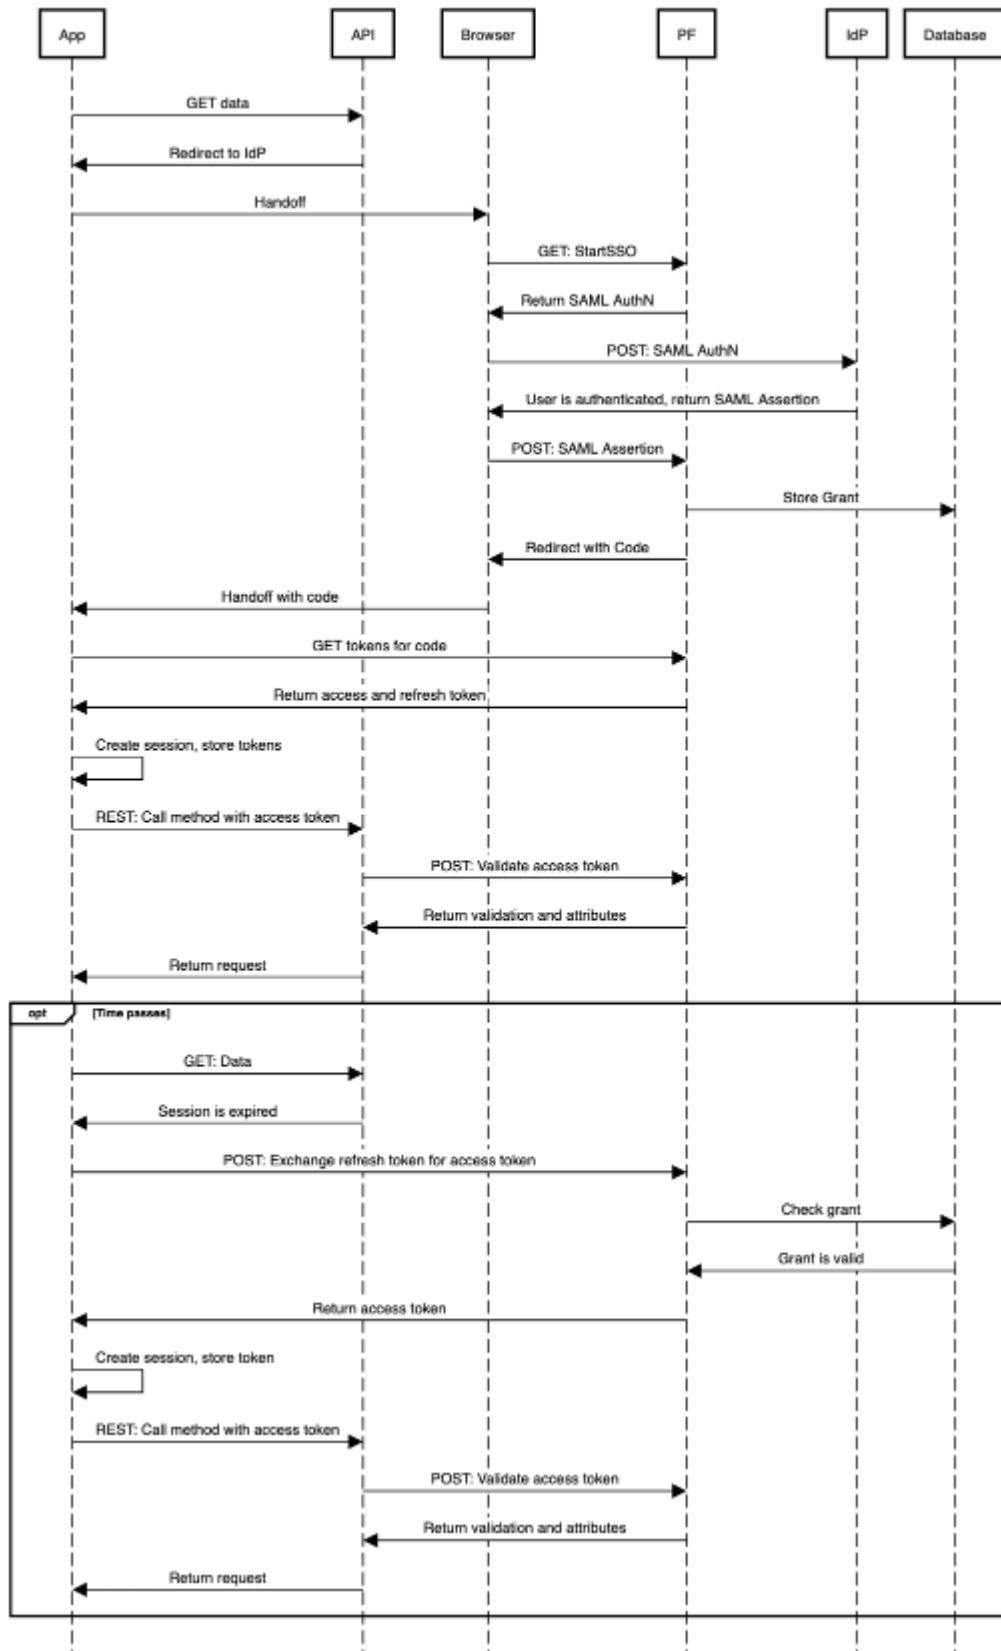 App
API
Browser
PF
IdP
Database
GET data
Redirect to IdP
Handoff
GET: StartSSO
Return SAML AuthN
POST: SAML AuthN
User is authenticated, return SAML Assertion
POST: SAML Assertion
Store Grant
Redirect with Code
Handoff with code
GET tokens for code
Return access and refresh token
Create session, store tokens
REST: Call method with access token
POST: Validate access token
Return validation and attributes
Return request
opt
[Time passes]
GET: Data
Session is expired
POST: Exchange refresh token for access token
Check grant
Grant is valid
Return access token
Create session, store token
REST: Call method with access token
POST: Validate access token
Return validation and attributes
Return request